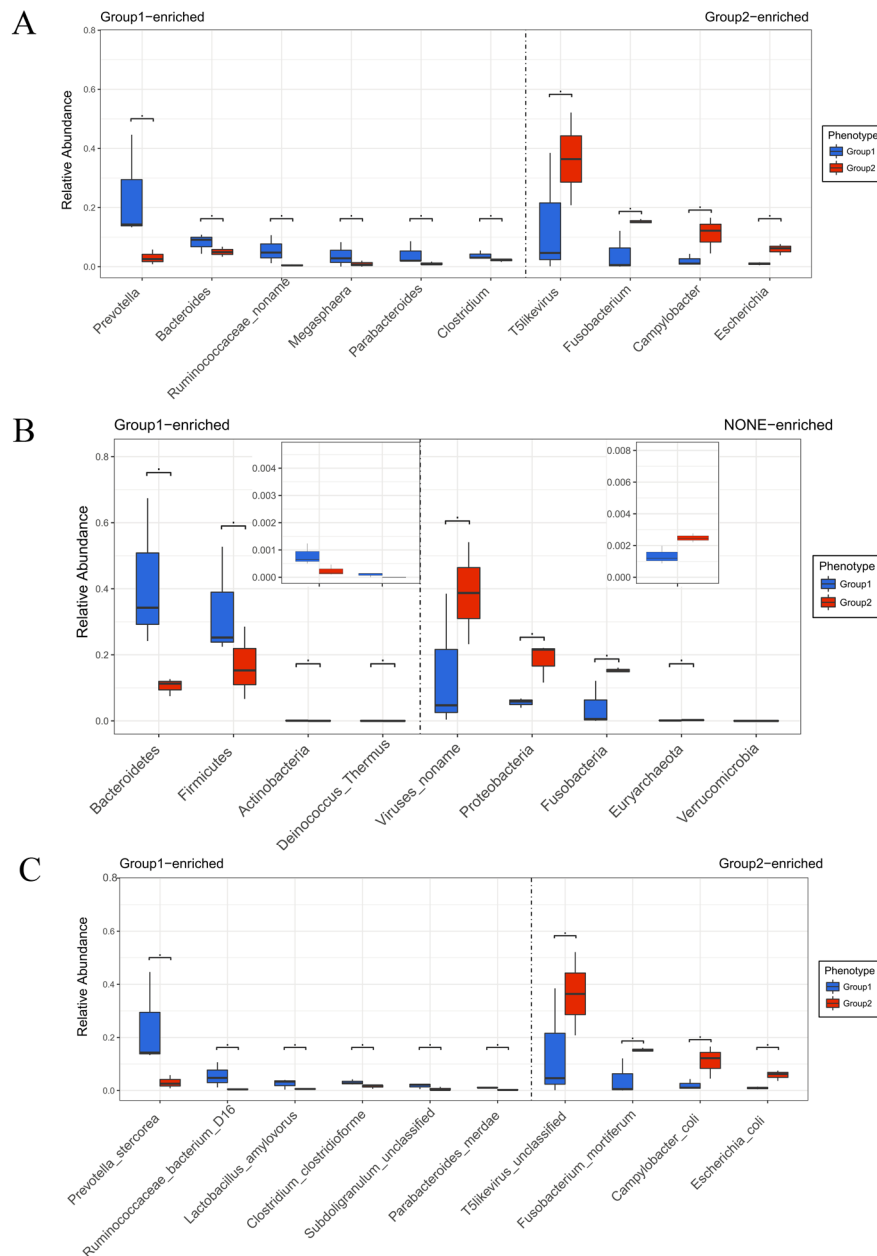 A
Group1-enriched
Group2-enriched
Relative Abundance
0.8
0.6
0.4
0.2
0.0
Prevotella
Bacteroides
Ruminococcaceae_noname
Megasphaera
Parabacteroides
Clostridium
T5likevirus
Fusobacterium
Campylobacter
Escherichia
Phenotype
Group1
Group2
B
Group1-enriched
NONE-enriched
Relative Abundance
0.8
0.6
0.4
0.2
0.0
0.004
0.003
0.002
0.001
0.000
0.008
0.006
0.004
0.002
0.000
Bacteroidetes
Firmicutes
Actinobacteria
Deinococcus_Thermus
Viruses_noname
Proteobacteria
Fusobacteria
Euryarchaeota
Verrucomicrobia
Phenotype
Group1
Group2
C
Group1-enriched
Group2-enriched
Relative Abundance
0.8
0.6
0.4
0.2
0.0
Prevotella_stercorea
Ruminococcaceae_bacterium_D16
Lactobacillus_amylovorus
Clostridium_clostridioforme
Subdoligranulum_unclassified
Parabacteroides_merdae
T5likevirus_unclassified
Fusobacterium_mortiferum
Campylobacter_coli
Escherichia_coli
Phenotype
Group1
Group2